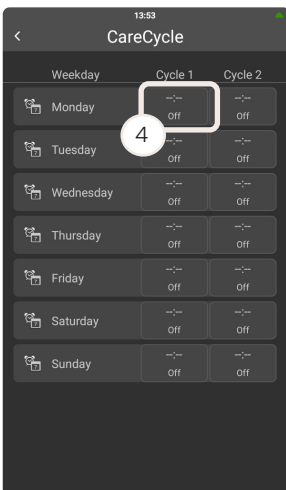 13:53
CareCycle
Weekday Cycle 1 Cycle 2
Monday --:-- --:--
Off Off
4
Tuesday --:-- --:--
Off Off
Wednesday --:-- --:--
Off Off
Thursday --:-- --:--
Off Off
Friday --:-- --:--
Off Off
Saturday --:-- --:--
Off Off
Sunday --:-- --:--
Off Off